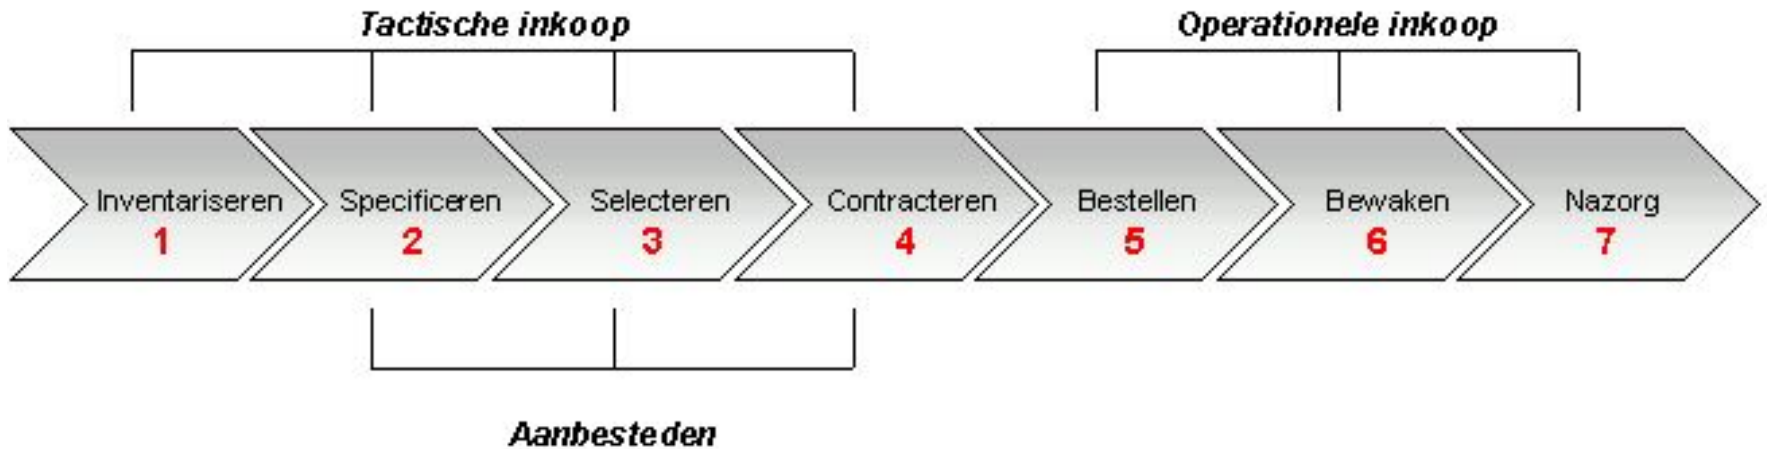 Tactische inkoop
Operationele inkoop
Inventariseren
1
Specificeren
2
Selecteren
3
Contracteren
4
Bestellen
5
Bewaken
6
Nazorg
7
Aanbesteden